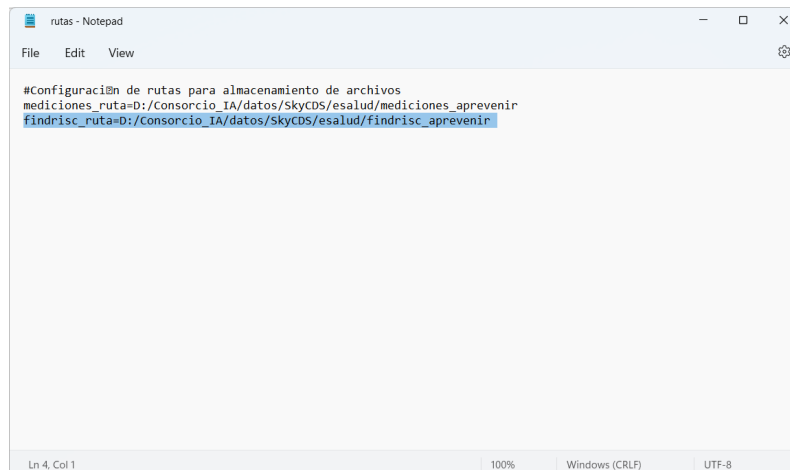 rutas - Notepad
File Edit View
#Configuraci�n de rutas para almacenamiento de archivos
mediciones_ruta=D:/Consorcio_IA/datos/SkyCDS/esalud/mediciones_aprevenir
findrisc_ruta=D:/Consorcio_IA/datos/SkyCDS/esalud/findrisc_aprevenir
Ln 4, Col 1 100% Windows (CRLF) UTF-8